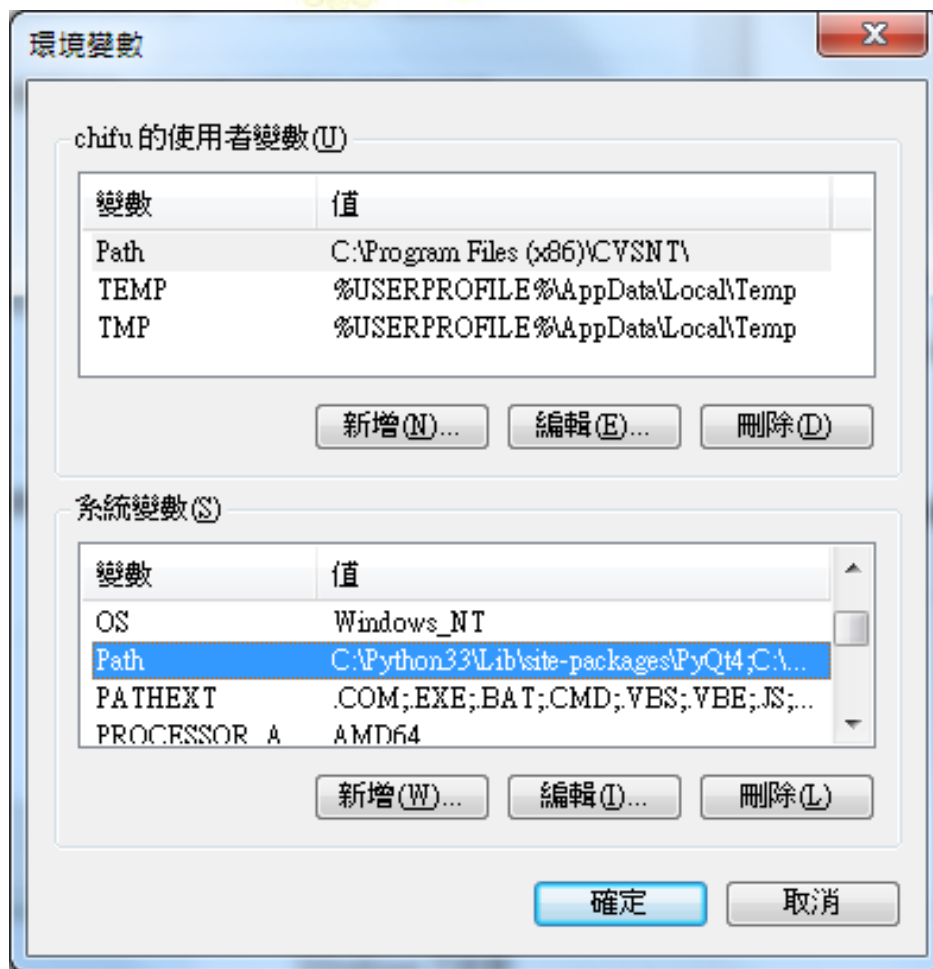 環境變數
chifu 的使用者變數(U)
變數 值
Path C:\Program Files (x86)\CVSNT\
TEMP %USERPROFILE%\AppData\Local\Temp
TMP %USERPROFILE%\AppData\Local\Temp
新增(N)... 編輯(E)... 刪除(D)
系統變數(S)
變數 值
OS Windows_NT
Path C:\Python33\Lib\site-packages\PyQt4;C:\...
PATHEXT .COM;.EXE;.BAT;.CMD;.VBS;.VBE;.JS;...
PROCESSOR_A AMD64
新增(W)... 編輯(I)... 刪除(L)
確定 取消